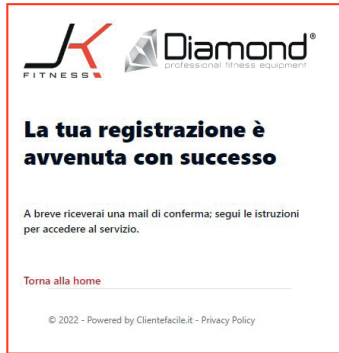 JK Diamond®
FITNESS professional fitness equipment
La tua registrazione è
avvenuta con successo
A breve riceverai una mail di conferma; segui le istruzioni
per accedere al servizio.
Torna alla home
© 2022 - Powered by Clientefacile.it - Privacy Policy